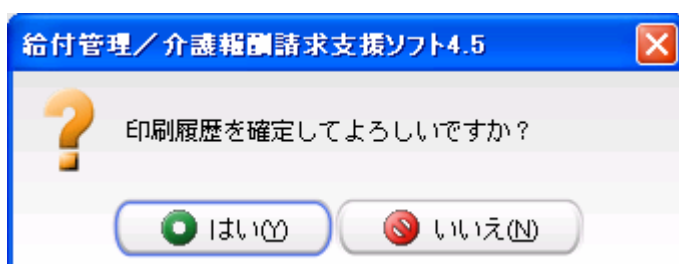 給付管理／介護報酬請求支援ソフト4.5
印刷履歴を確定してよろしいですか？
はい(Y)
いいえ(N)